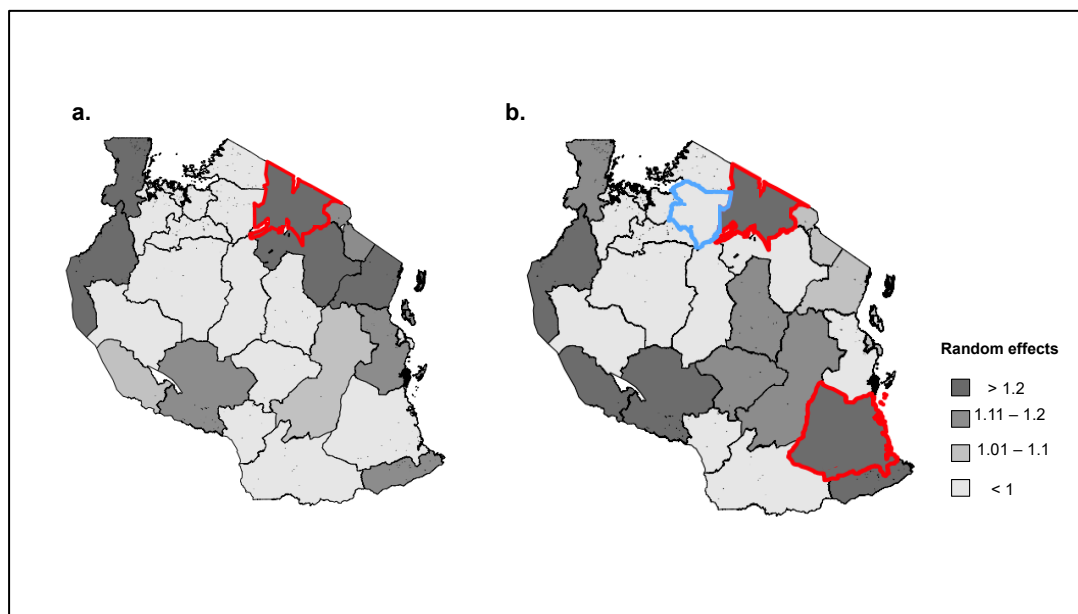 a.
b.
Random effects
> 1.2
1.11 – 1.2
1.01 – 1.1
< 1